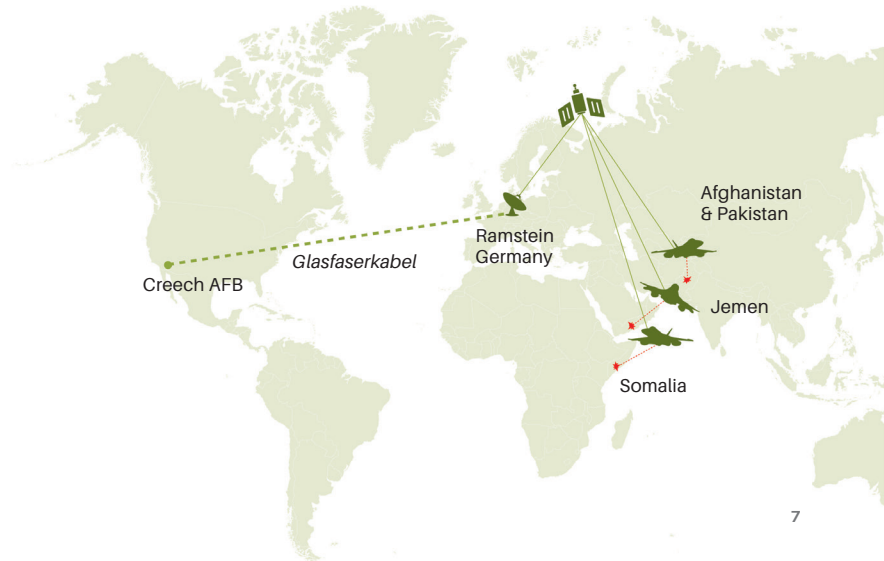 Afghanistan
& Pakistan
Ramstein
Germany
Glasfaserkabel
Creech AFB
Jemen
Somalia
7